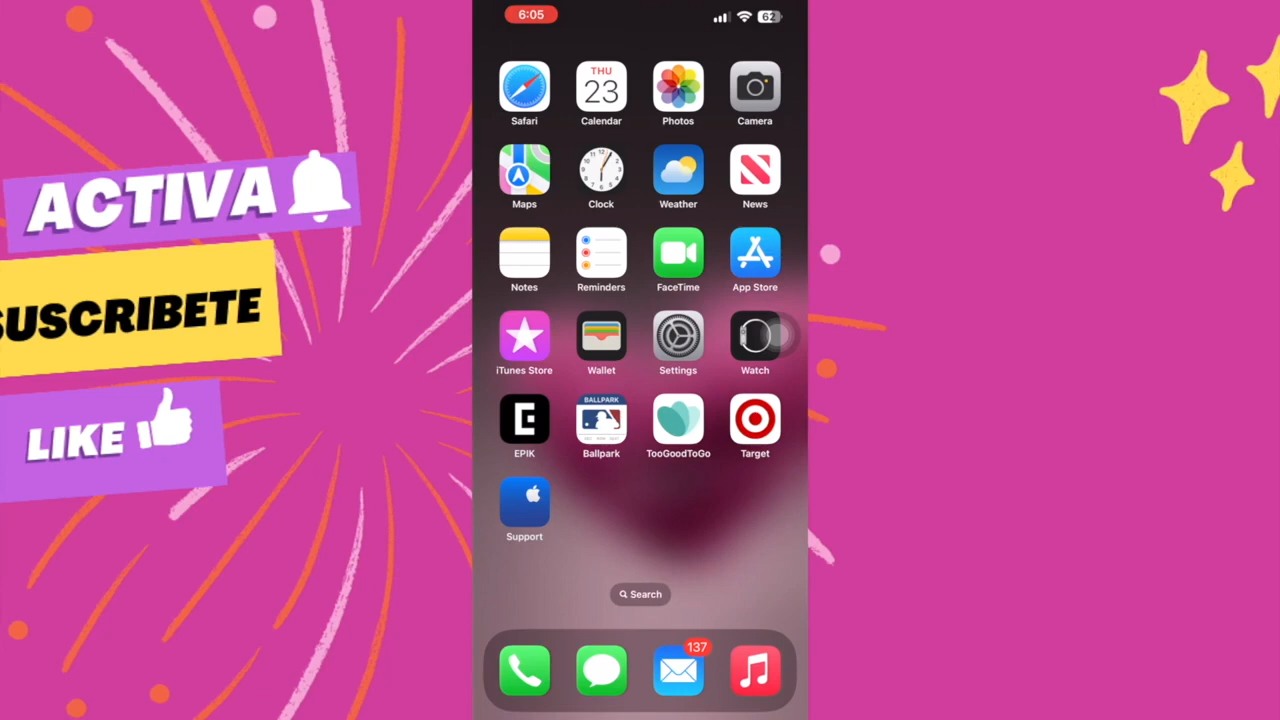 ACTIVA
SUSCRIBETE
LIKE
6:05
62
THU
23
Safari
Calendar
Photos
Camera
Maps
Clock
Weather
News
Notes
Reminders
FaceTime
App Store
iTunes Store
Wallet
Settings
Watch
BALLPARK
EPIK
Ballpark
TooGoodToGo
Target
Support
Search
137